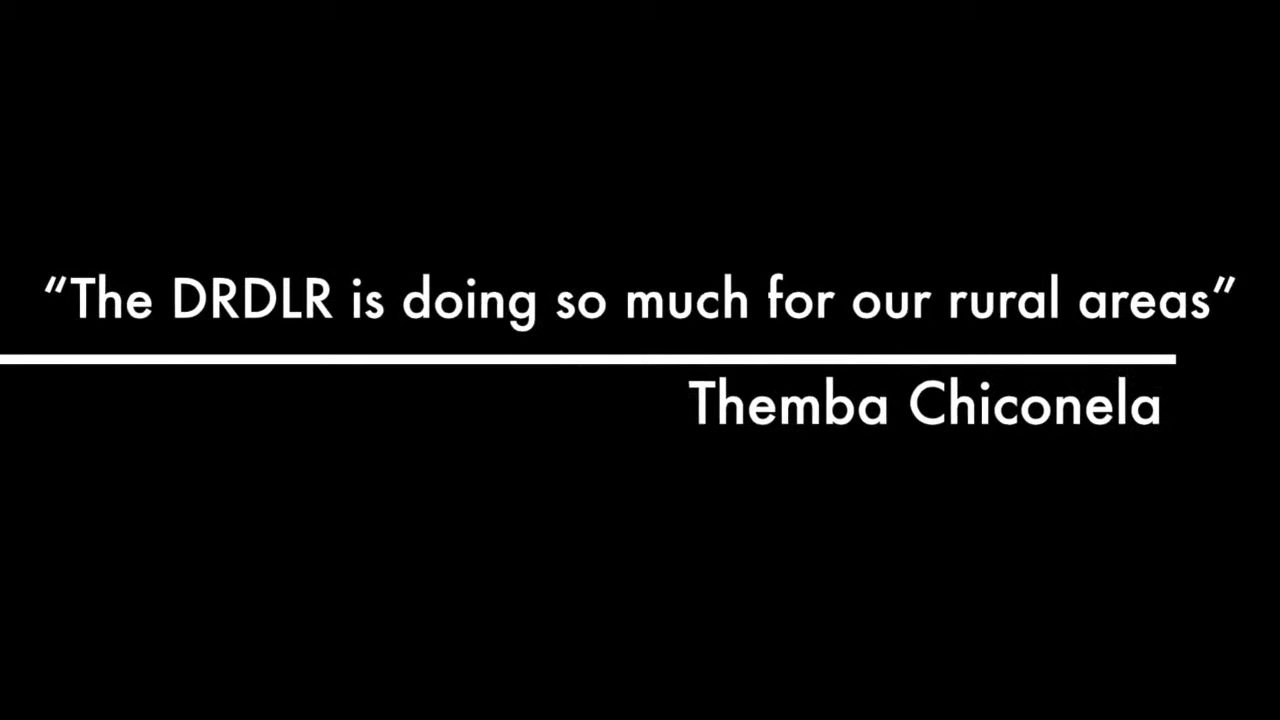 “The DRDLR is doing so much for our rural areas”
Themba Chiconela